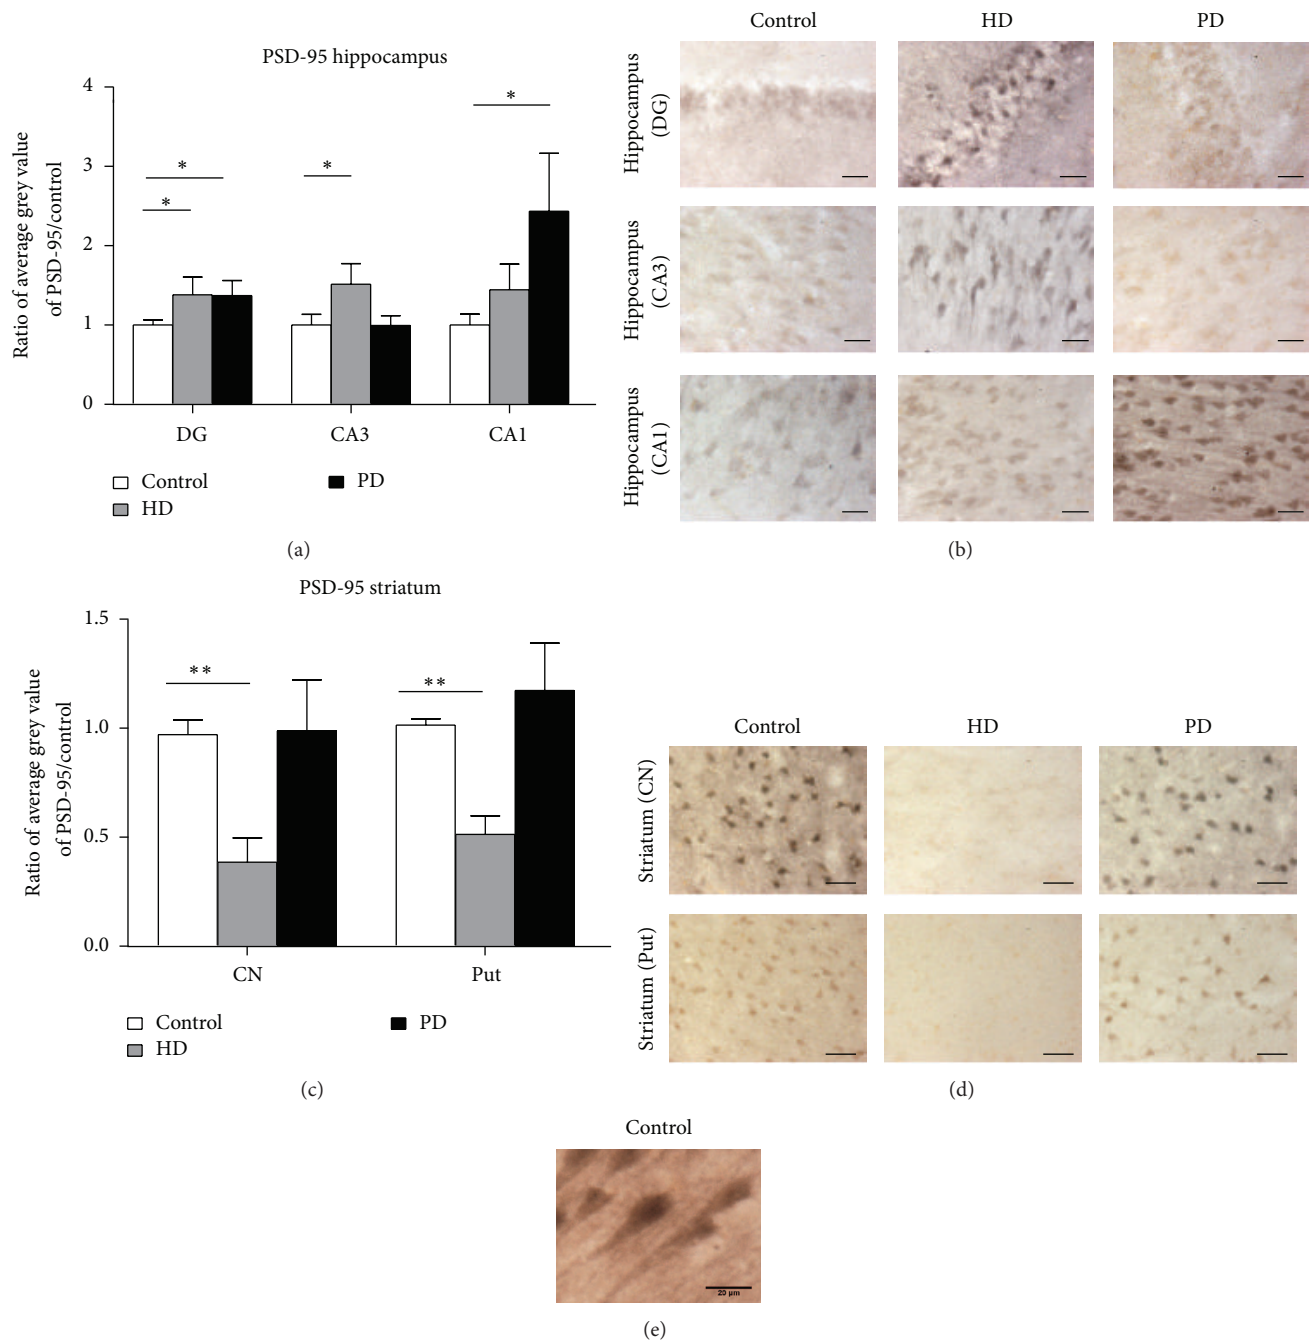 PSD-95 hippocampus
Ratio of average grey value
of PSD-95/control
4
3
2
1
0
*
*
*
*
DG
CA3
CA1
Control
HD
PD
(a)
Control
HD
PD
Hippocampus
(DG)
Hippocampus
(CA3)
Hippocampus
(CA1)
(b)
PSD-95 striatum
Ratio of average grey value
of PSD-95/control
1.5
1.0
0.5
0.0
**
**
CN
Put
Control
HD
PD
(c)
Control
HD
PD
Striatum (CN)
Striatum (Put)
(d)
Control
20 μm
(e)